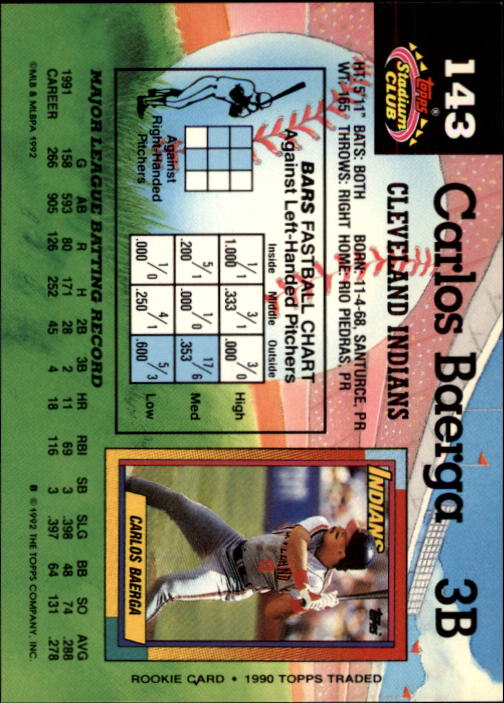 143
Topps®
Stadium
CLUB
Carlos Baerga 3B
CLEVELAND INDIANS
HT: 5'11" BATS: BOTH BORN: 11-4-68, SANTURCE, PR
WT: 165 THROWS: RIGHT HOME: RIO PIEDRAS, PR
BARS FASTBALL CHART
Against Left-Handed Pitchers
Inside Middle Outside
1/1 3/1 3/0 High
1.000 .333 .000
5/1 1/0 17/6 Med
.200 .000 .353
1/0 4/1 5/3 Low
.000 .250 .600
Against
Right-Handed
Pitchers
INDIANS
Topps
CARLOS BAERGA
ROOKIE CARD • 1990 TOPPS TRADED
MAJOR LEAGUE BATTING RECORD
G AB R H 2B 3B HR RBI SB SLG BB SO AVG
1991 158 593 80 171 28 2 11 69 3 .398 48 74 .288
CAREER 266 905 126 252 45 4 18 116 3 .397 64 131 .278
©MLB & MLBPA 1992
B © 1992 THE TOPPS COMPANY, INC.